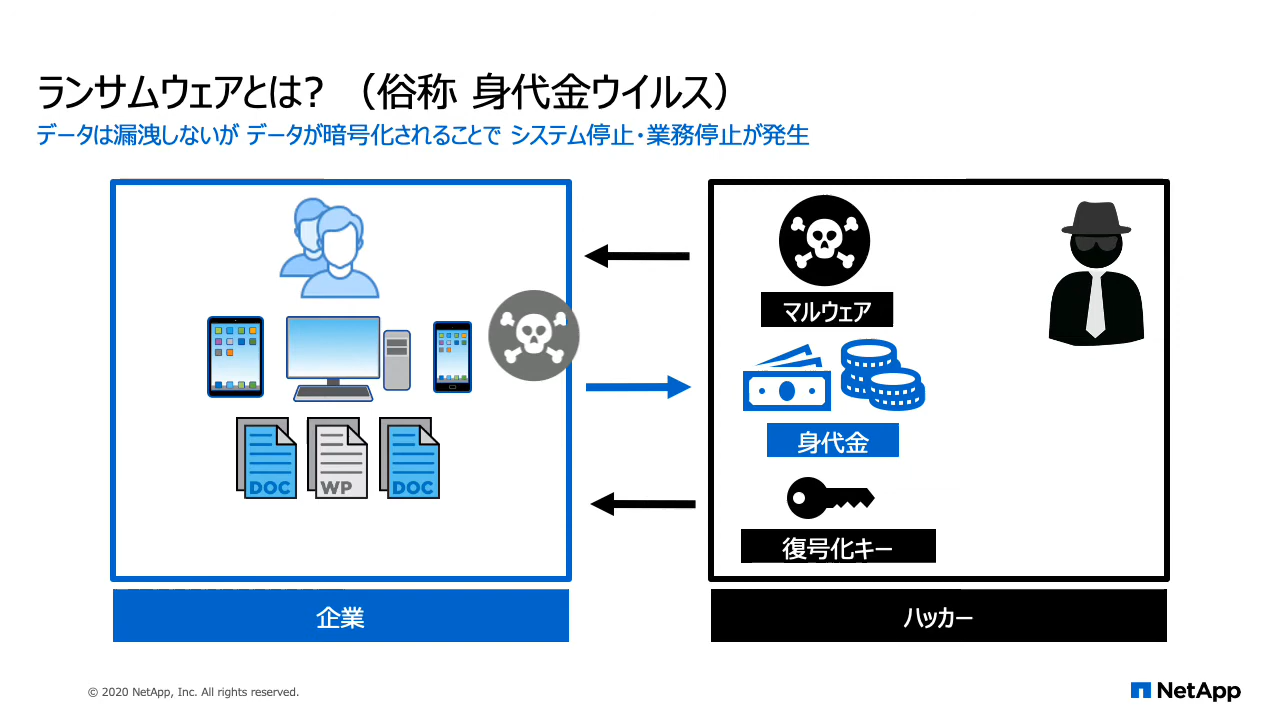 ランサムウェアとは? （俗称 身代金ウイルス）
データは漏洩しないが データが暗号化されることで システム停止・業務停止が発生
マルウェア
身代金
DOC
WP
DOC
復号化キー
企業
ハッカー
© 2020 NetApp, Inc. All rights reserved.
NetApp